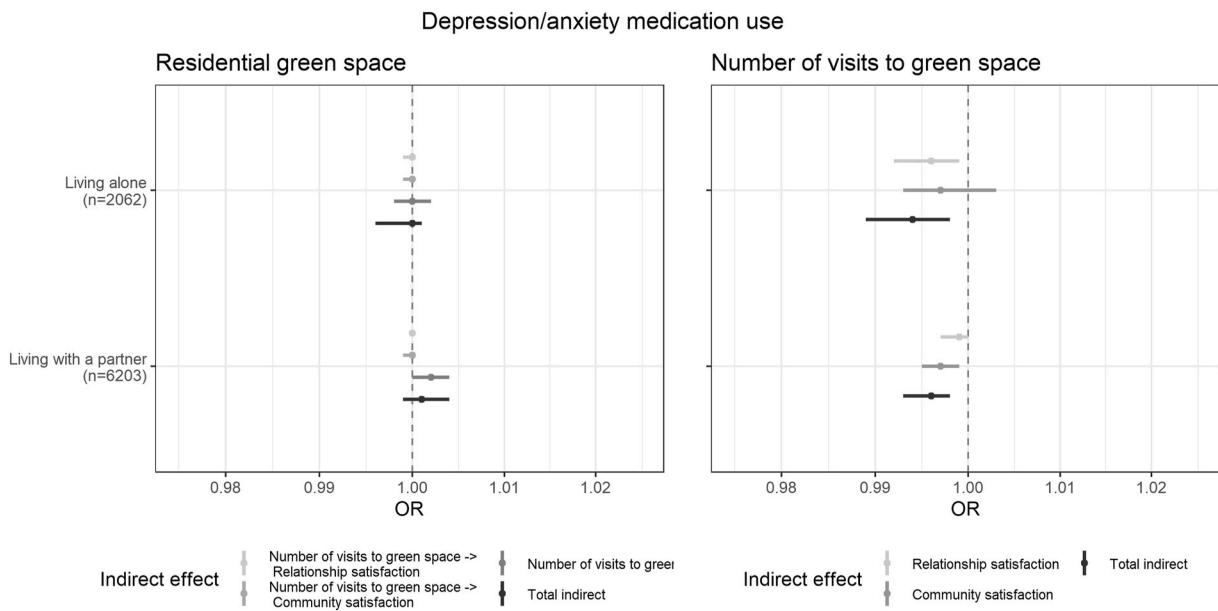 Depression/anxiety medication use
Residential green space
Number of visits to green space
Living alone
(n=2062)
Living with a partner
(n=6203)
0.98 0.99 1.00 1.01 1.02
OR
0.98 0.99 1.00 1.01 1.02
OR
Indirect effect
Number of visits to green space ->
Relationship satisfaction
Number of visits to green space ->
Community satisfaction
Number of visits to
Total indirect
Indirect effect
Relationship satisfaction
Community satisfaction
Total indirect